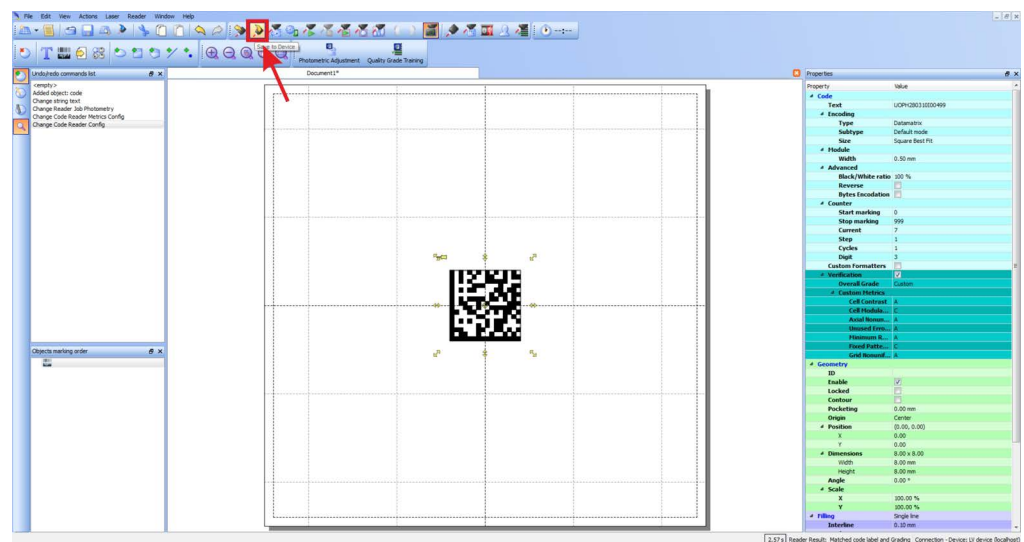 File Edit View Actions Laser Reader Window Help
--:--
Save to Device
Photometric Adjustment Quality Grade Training
Undo/redo commands list
Document1*
Properties
<empty>
Added object: code
Change string text
Change Reader Job Photometry
Change Code Reader Metrics Config
Change Code Reader Config
Objects marking order
Property Value
Code
Text UOPH280310I00499
Encoding
Type Datamatrix
Subtype Default mode
Size Square Best Fit
Module
Width 0.50 mm
Advanced
Black/White ratio 100 %
Reverse
Bytes Encodation
Counter
Start marking 0
Stop marking 999
Current 7
Step 1
Cycles 1
Digit 3
Custom Formatters
Verification
Overall Grade Custom
Custom Metrics
Cell Contrast A
Cell Modula... C
Axial Nonun... A
Unused Erro... A
Minimum R... A
Fixed Patte... C
Grid Nonunif... A
Geometry
ID
Enable
Locked
Contour
Pocketing 0.00 mm
Origin Center
Position (0.00, 0.00)
X 0.00
Y 0.00
Dimensions 8.00 x 8.00
Width 8.00 mm
Height 8.00 mm
Angle 0.00 °
Scale
X 100.00 %
Y 100.00 %
Filling Single line
Interline 0.10 mm
2.57 s Reader Result: Matched code label and Grading Connection - Device: LV device (localhost)